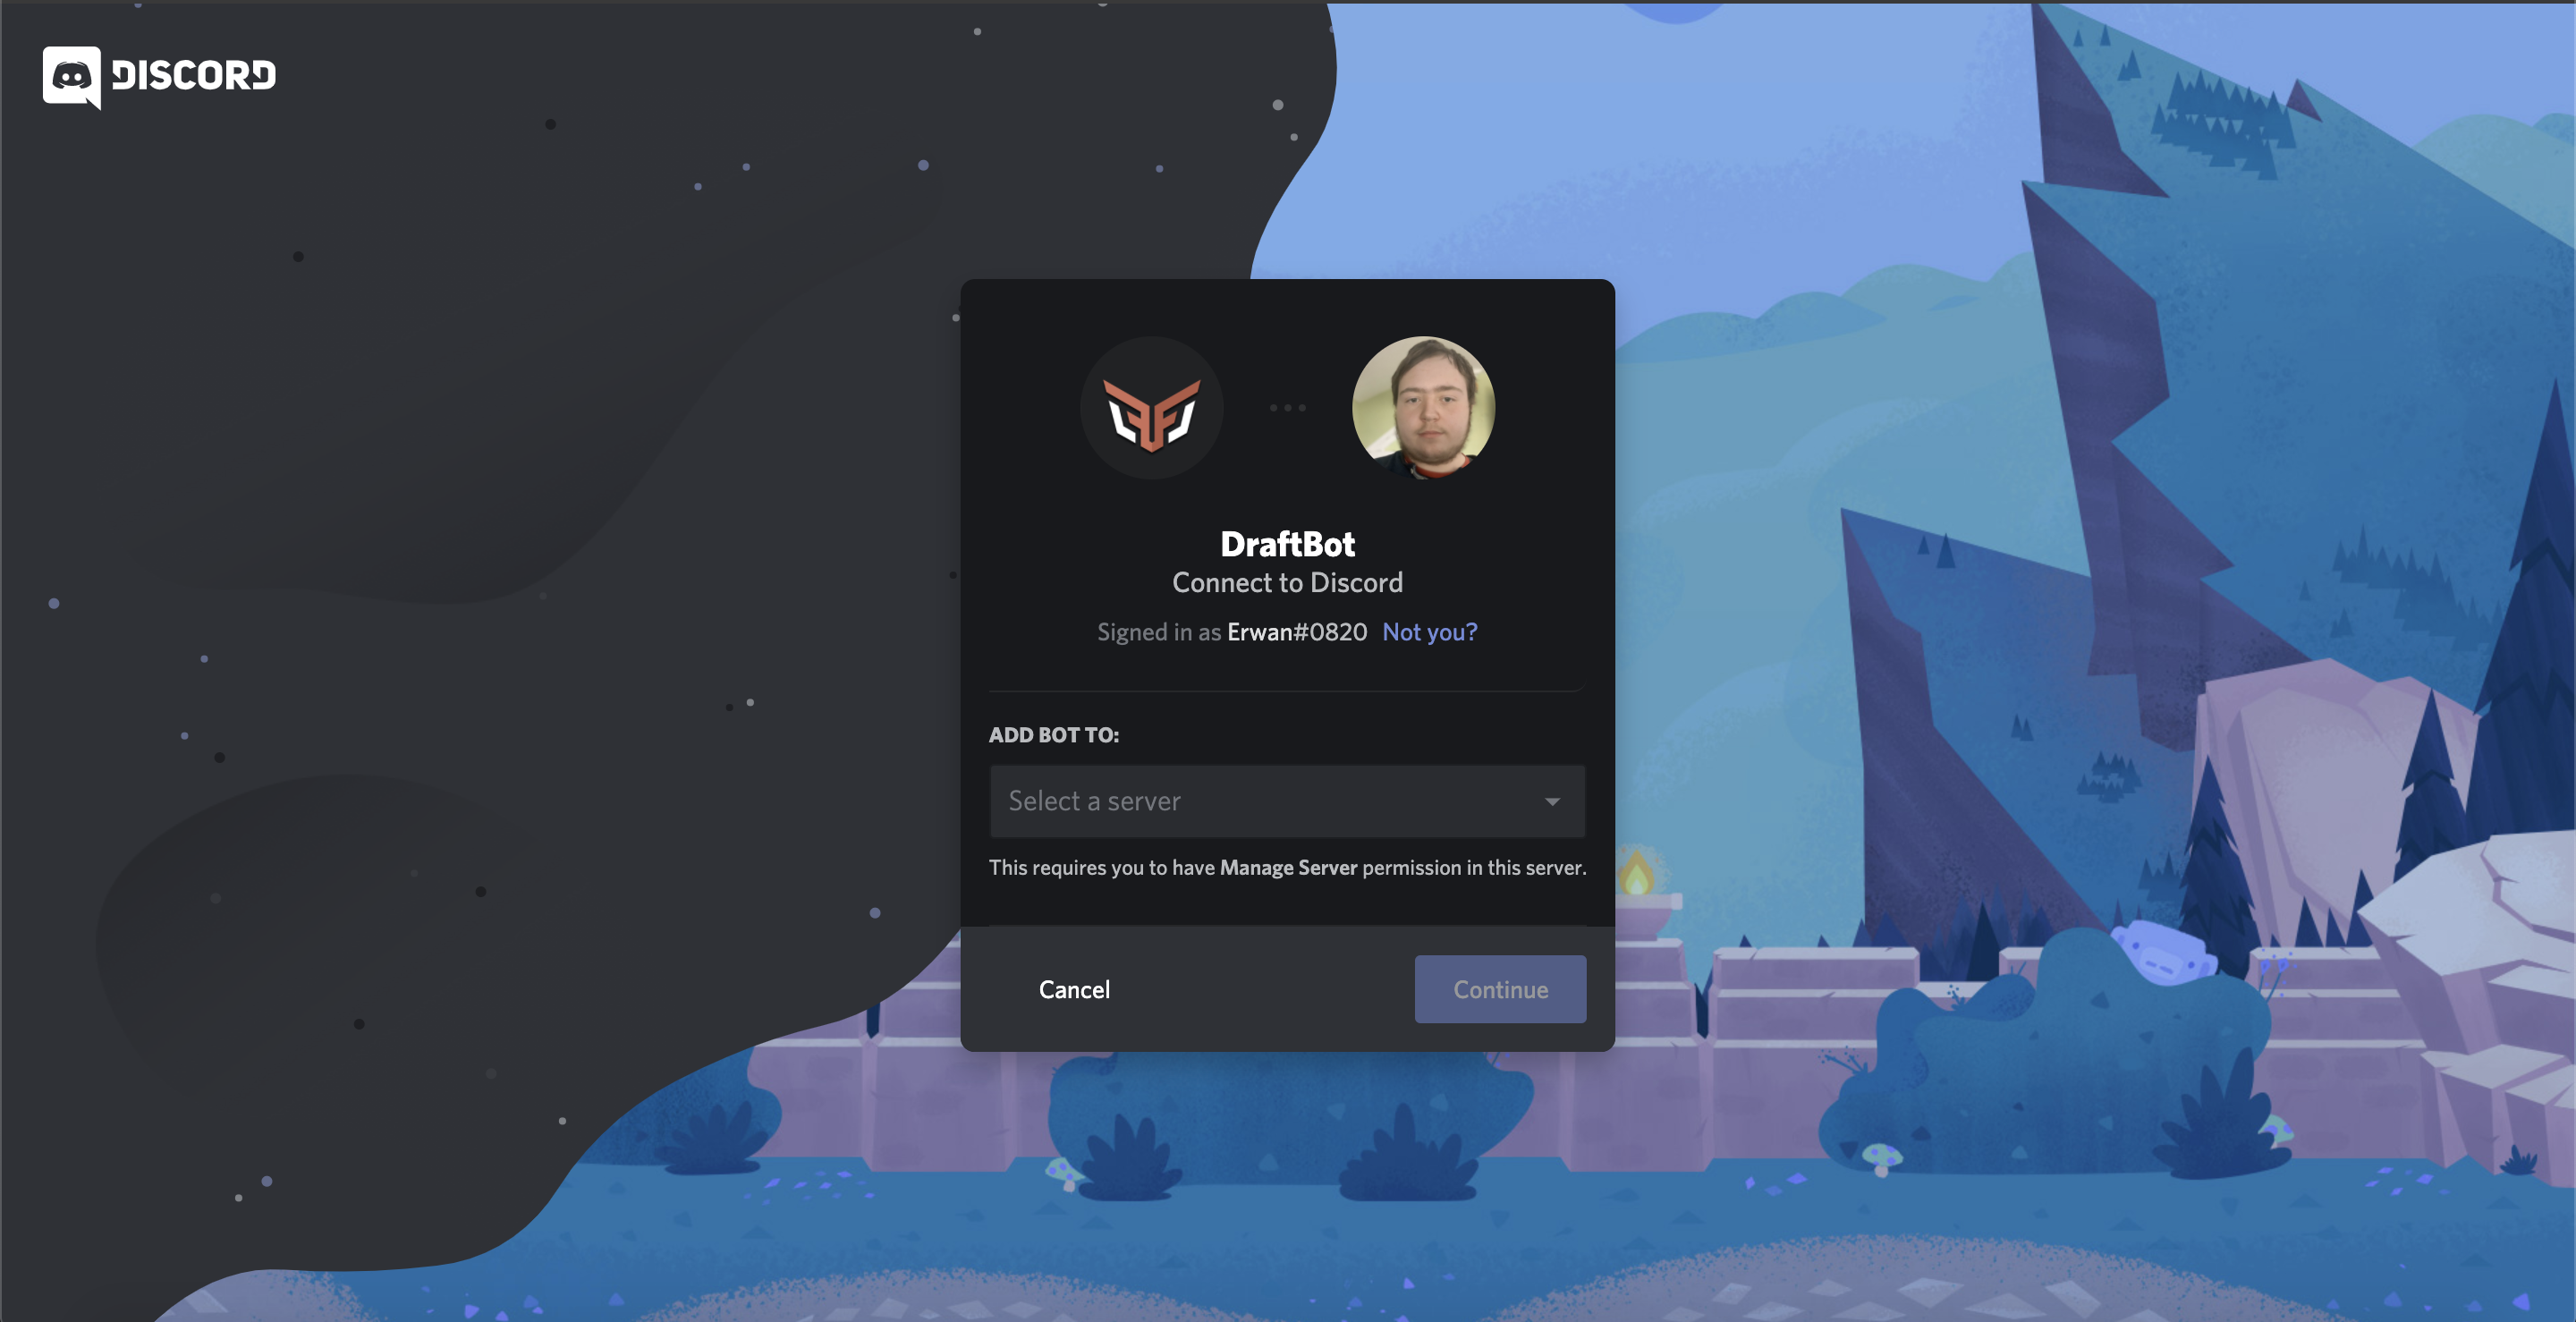 DISCORD
DraftBot
Connect to Discord
Signed in as Erwan#0820 Not you?
ADD BOT TO:
Select a server
This requires you to have Manage Server permission in this server.
Cancel
Continue